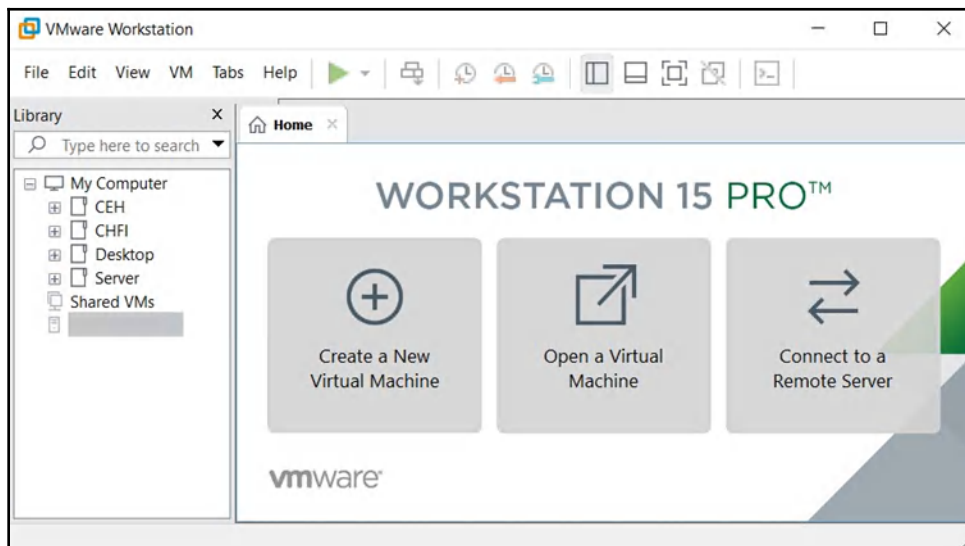 VMware Workstation
File Edit View VM Tabs Help
Library X
Type here to search
Home
My Computer
CEH
CHFI
Desktop
Server
Shared VMs
WORKSTATION 15 PRO™
Create a New
Virtual Machine
Open a Virtual
Machine
Connect to a
Remote Server
vmware®